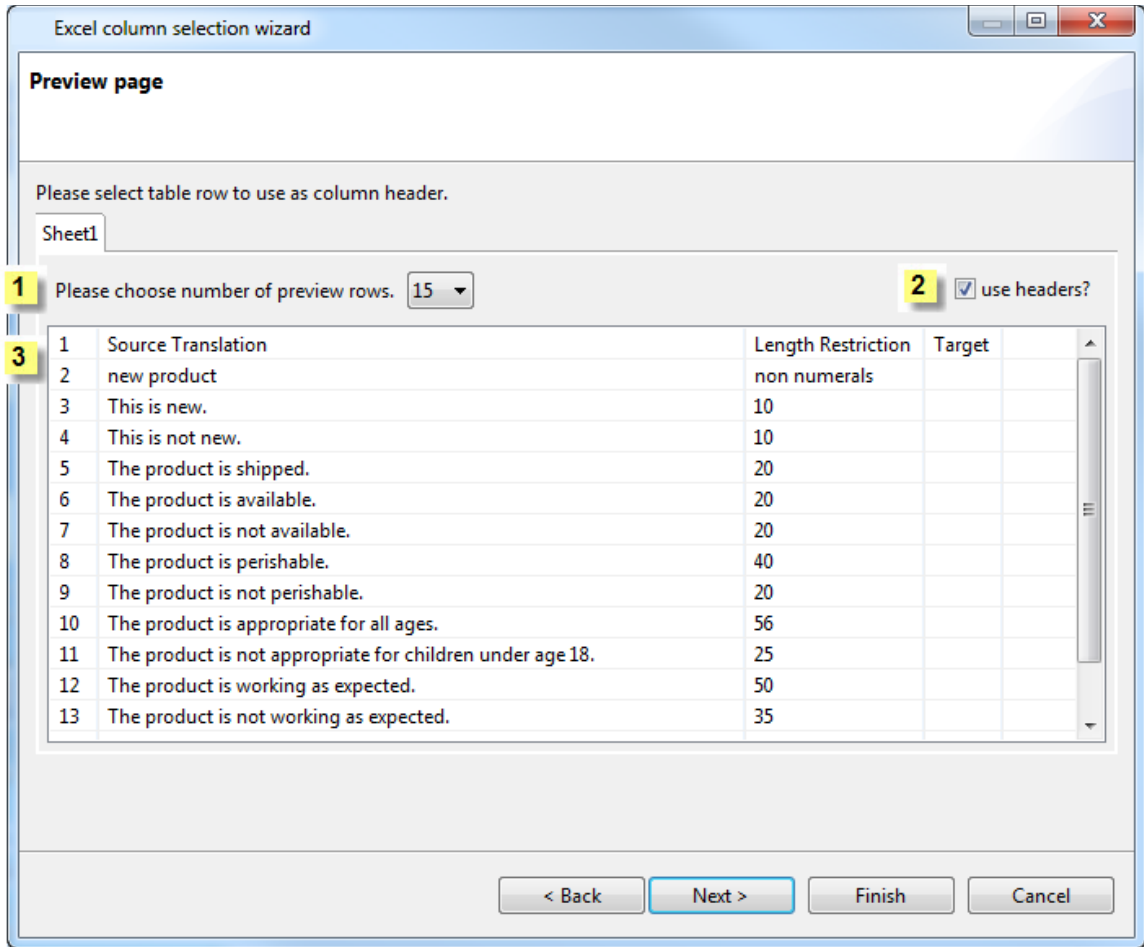 Excel column selection wizard
Preview page
Please select table row to use as column header.
Sheet1
1 Please choose number of preview rows. 15 2 use headers?
3
1 Source Translation Length Restriction Target
2 new product non numerals
3 This is new. 10
4 This is not new. 10
5 The product is shipped. 20
6 The product is available. 20
7 The product is not available. 20
8 The product is perishable. 40
9 The product is not perishable. 20
10 The product is appropriate for all ages. 56
11 The product is not appropriate for children under age 18. 25
12 The product is working as expected. 50
13 The product is not working as expected. 35
< Back Next > Finish Cancel